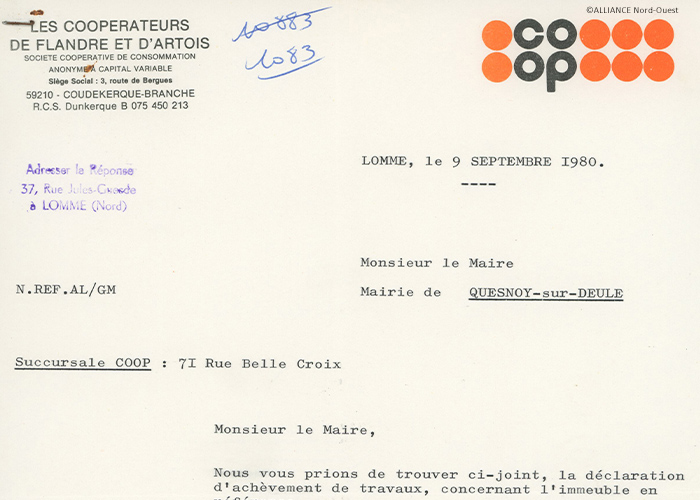 ©ALLIANCE Nord-Ouest
LES COOPERATEURS
DE FLANDRE ET D'ARTOIS
SOCIETE COOPERATIVE DE CONSOMMATION
ANONYME A CAPITAL VARIABLE
Siège Social : 3, route de Bergues
59210 - COUDEKERQUE-BRANCHE
R.C.S. Dunkerque B 075 450 213
10883
1083
co
op
Adresser la Réponse
37, Rue Jules-Guesde
à LOMME (Nord)
LOMME, le 9 SEPTEMBRE I980.
----
Monsieur le Maire
N.REF.AL/GM
Mairie de QUESNOY-sur-DEULE
Succursale COOP : 7I Rue Belle Croix
Monsieur le Maire,
Nous vous prions de trouver ci-joint, la déclaration
d'achèvement de travaux, concernant l'immeuble en